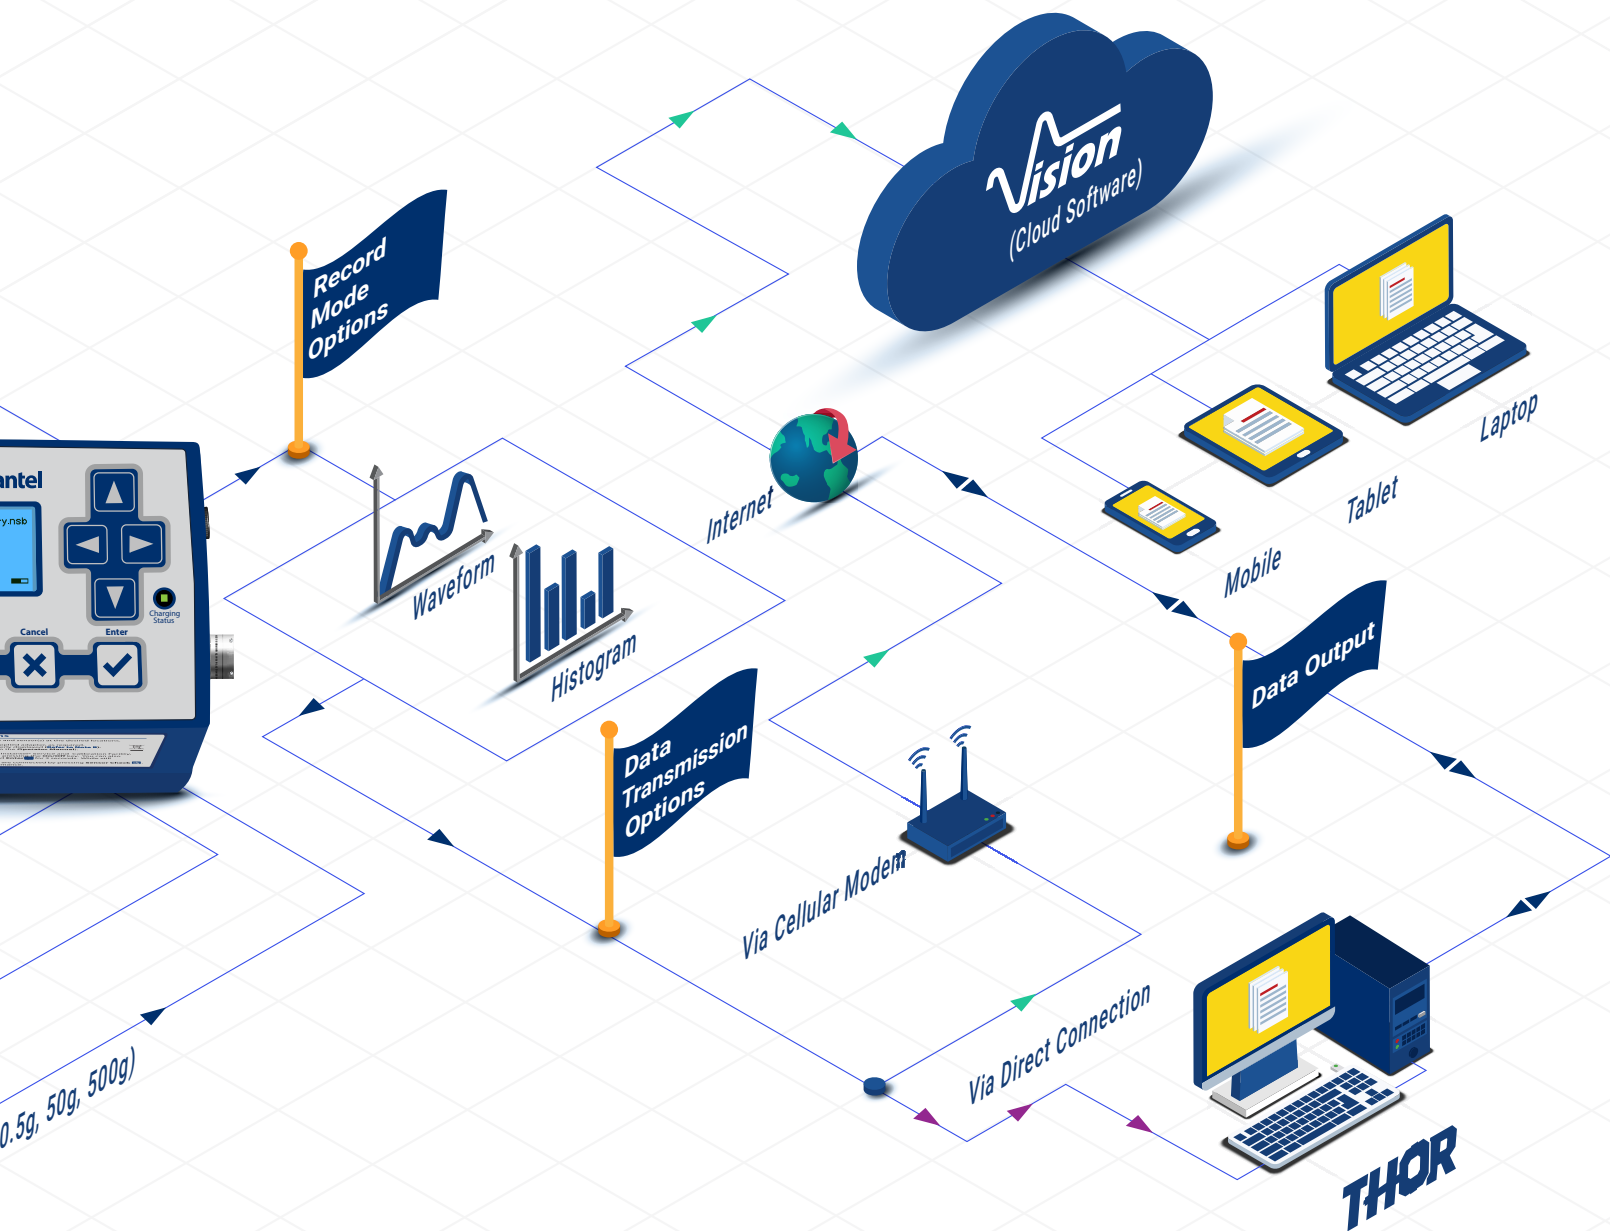 Vision
(Cloud Software)
Record
Mode
Options
Laptop
Tablet
Internet
Mobile
antel
y.nsb
Charging
Status
Cancel
Enter
Waveform
Histogram
Data Output
Data
Transmission
Options
Via Cellular Modem
Via Direct Connection
0.5g, 50g, 500g)
THOR